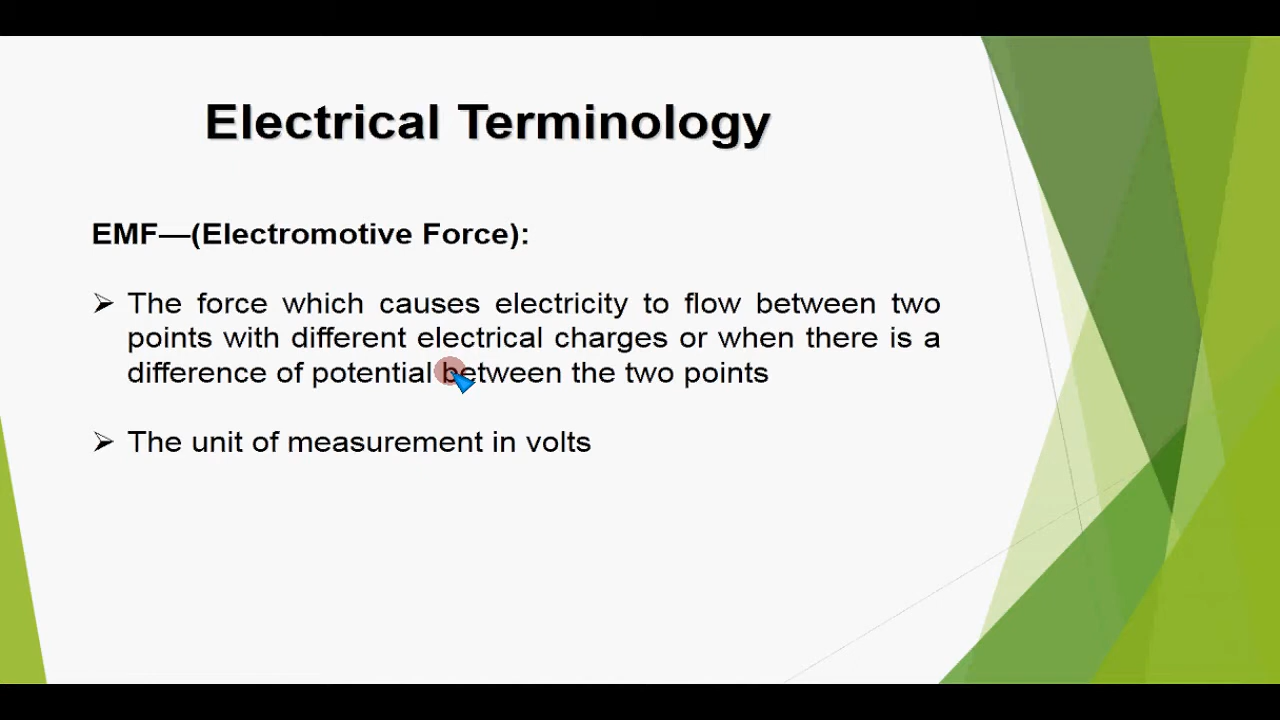 Electrical Terminology
EMF—(Electromotive Force):
➢ The force which causes electricity to flow between two
points with different electrical charges or when there is a
difference of potential between the two points
➢ The unit of measurement in volts